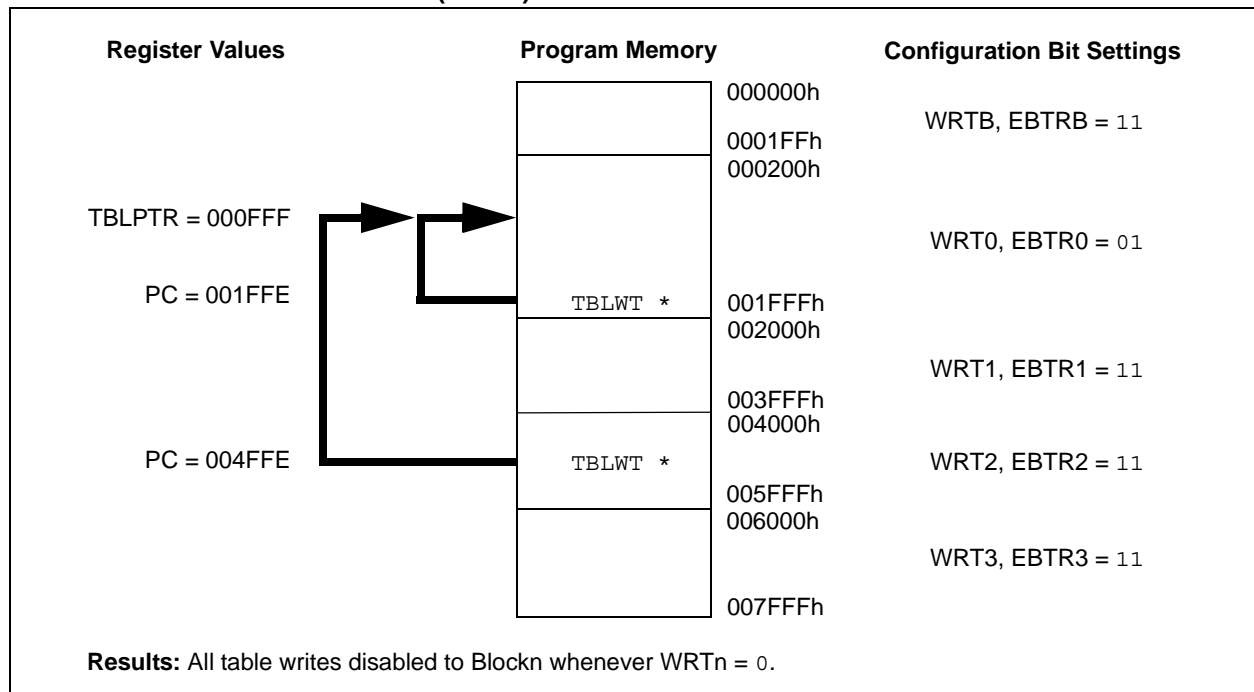 Register Values Program Memory Configuration Bit Settings
000000h
WRTB, EBTRB = 11
0001FFh
000200h
TBLPTR = 000FFF
WRT0, EBTR0 = 01
PC = 001FFE
TBLWT *
001FFFh
002000h
WRT1, EBTR1 = 11
003FFFh
004000h
PC = 004FFE
TBLWT *
WRT2, EBTR2 = 11
005FFFh
006000h
WRT3, EBTR3 = 11
007FFFh
Results: All table writes disabled to Blockn whenever WRTn = 0.